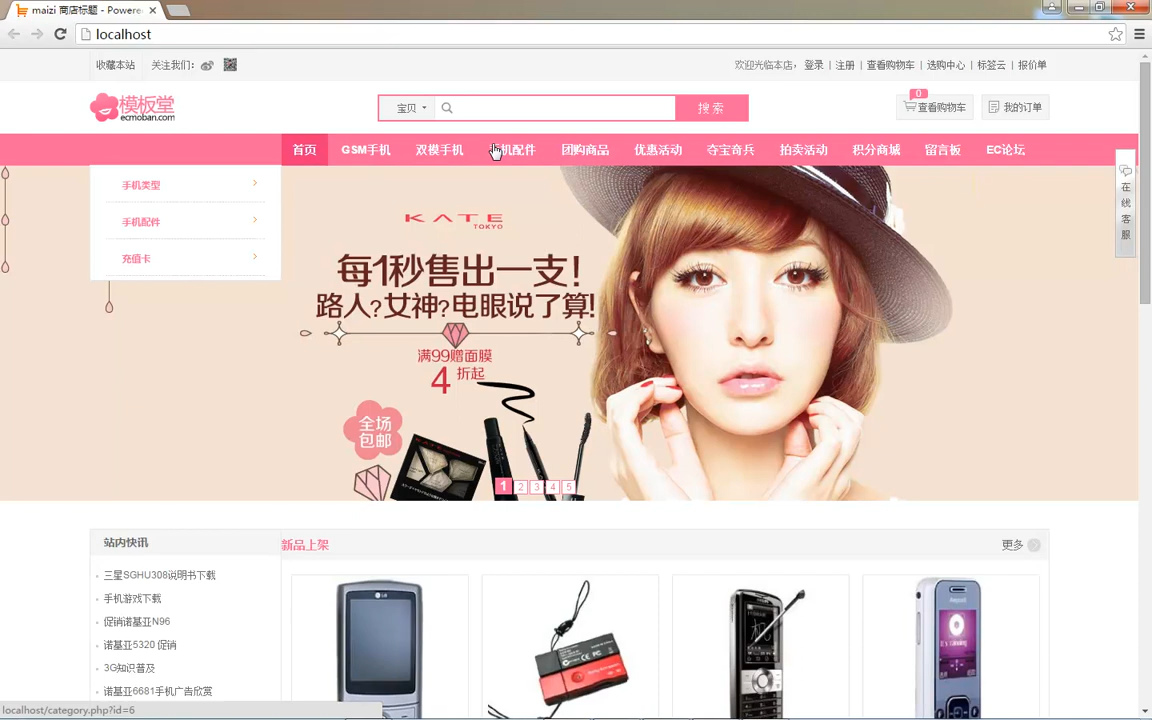 maizi 商店标题 - Powere
localhost
收藏本站 关注我们:
欢迎光临本店, 登录 | 注册 | 查看购物车 | 选购中心 | 标签云 | 报价单
模板堂
ecmoban.com
宝贝
搜 索
0
查看购物车
我的订单
首页 GSM手机 双模手机 机配件 团购商品 优惠活动 夺宝奇兵 拍卖活动 积分商城 留言板 EC论坛
手机类型
手机配件
充值卡
KATE
TOKYO
每1秒售出一支!
路人?女神?电眼说了算!
满99赠面膜
4 折起
全场
包邮
1 2 3 4 5
在线客服
站内快讯
新品上架
更多
三星SGHU308说明书下载
手机游戏下载
促销诺基亚N96
诺基亚5320 促销
3G知识普及
诺基亚6681手机广告欣赏
LG
localhost/category.php?id=6